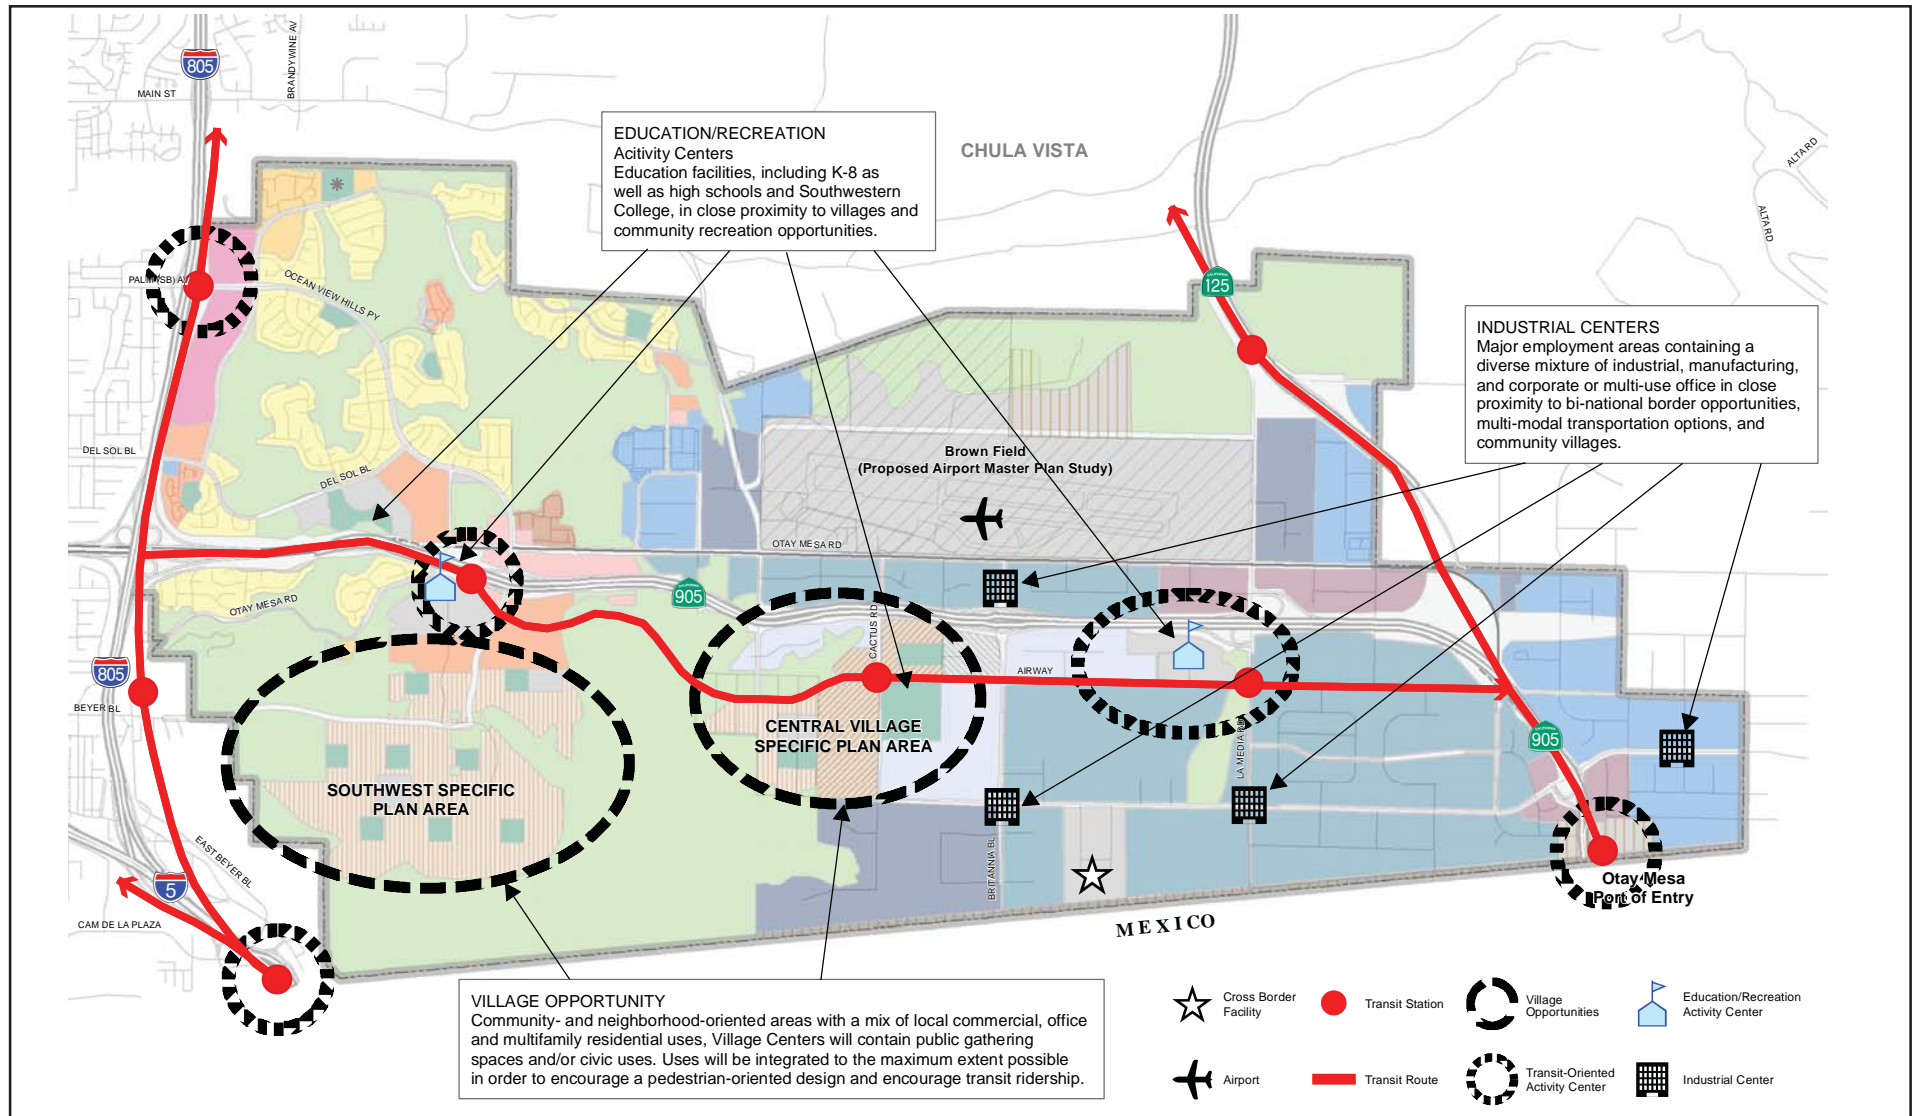 805
MAIN ST
BRANDYWINE AV
EDUCATION/RECREATION
Acitivity Centers
Education facilities, including K-8 as
well as high schools and Southwestern
College, in close proximity to villages and
community recreation opportunities.
CHULA VISTA
ALTA RD
ALTA RD
PALM (SB) AV
OCEAN VIEW HILLS PY
CALIFORNIA
125
INDUSTRIAL CENTERS
Major employment areas containing a
diverse mixture of industrial, manufacturing,
and corporate or multi-use office in close
proximity to bi-national border opportunities,
multi-modal transportation options, and
community villages.
DEL SOL BL
DEL SOL BL
Brown Field
(Proposed Airport Master Plan Study)
OTAY MESA RD
OTAY MESA RD
CALIFORNIA
905
CACTUS RD
AIRWAY
805
BEYER BL
CENTRAL VILLAGE
SPECIFIC PLAN AREA
LA MEDIA RD
CALIFORNIA
905
SOUTHWEST SPECIFIC
PLAN AREA
EAST BEYER BL
BRITANNIA BL
5
CAM DE LA PLAZA
Otay Mesa
Port of Entry
MEXICO
VILLAGE OPPORTUNITY
Community- and neighborhood-oriented areas with a mix of local commercial, office
and multifamily residential uses, Village Centers will contain public gathering
spaces and/or civic uses. Uses will be integrated to the maximum extent possible
in order to encourage a pedestrian-oriented design and encourage transit ridership.
Cross Border
Facility
Transit Station
Village
Opportunities
Education/Recreation
Activity Center
Airport
Transit Route
Transit-Oriented
Activity Center
Industrial Center